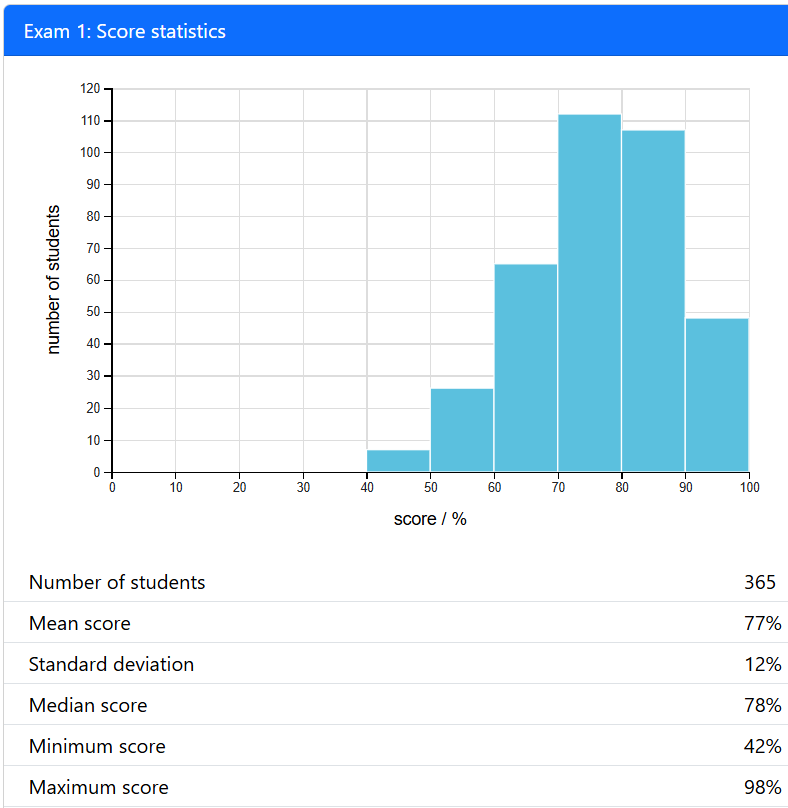 Exam 1: Score statistics
120
110
100
90
80
70
60
50
40
30
20
10
0
number of students
0 10 20 30 40 50 60 70 80 90 100
score / %
Number of students 365
Mean score 77%
Standard deviation 12%
Median score 78%
Minimum score 42%
Maximum score 98%